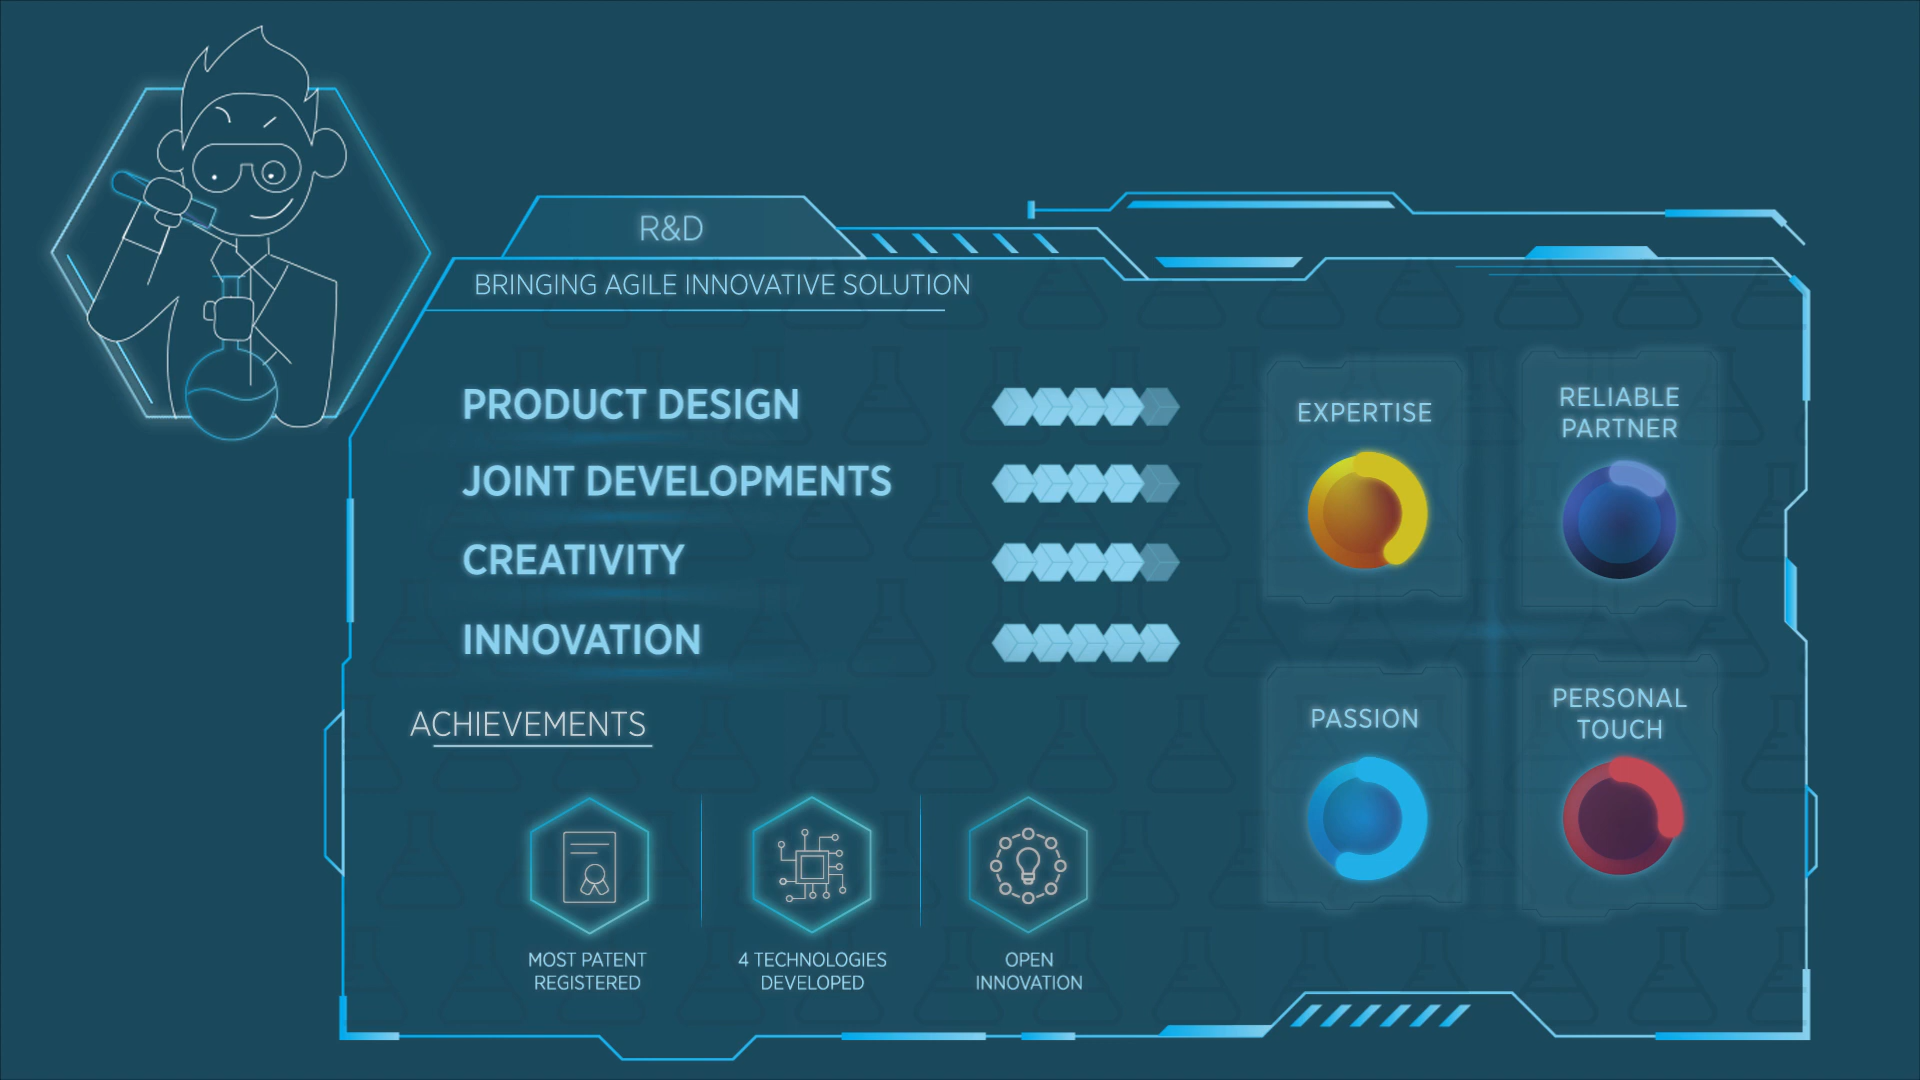 R&D
BRINGING AGILE INNOVATIVE SOLUTION
PRODUCT DESIGN
JOINT DEVELOPMENTS
CREATIVITY
INNOVATION
EXPERTISE
RELIABLE
PARTNER
PASSION
PERSONAL
TOUCH
ACHIEVEMENTS
MOST PATENT
REGISTERED
4 TECHNOLOGIES
DEVELOPED
OPEN
INNOVATION